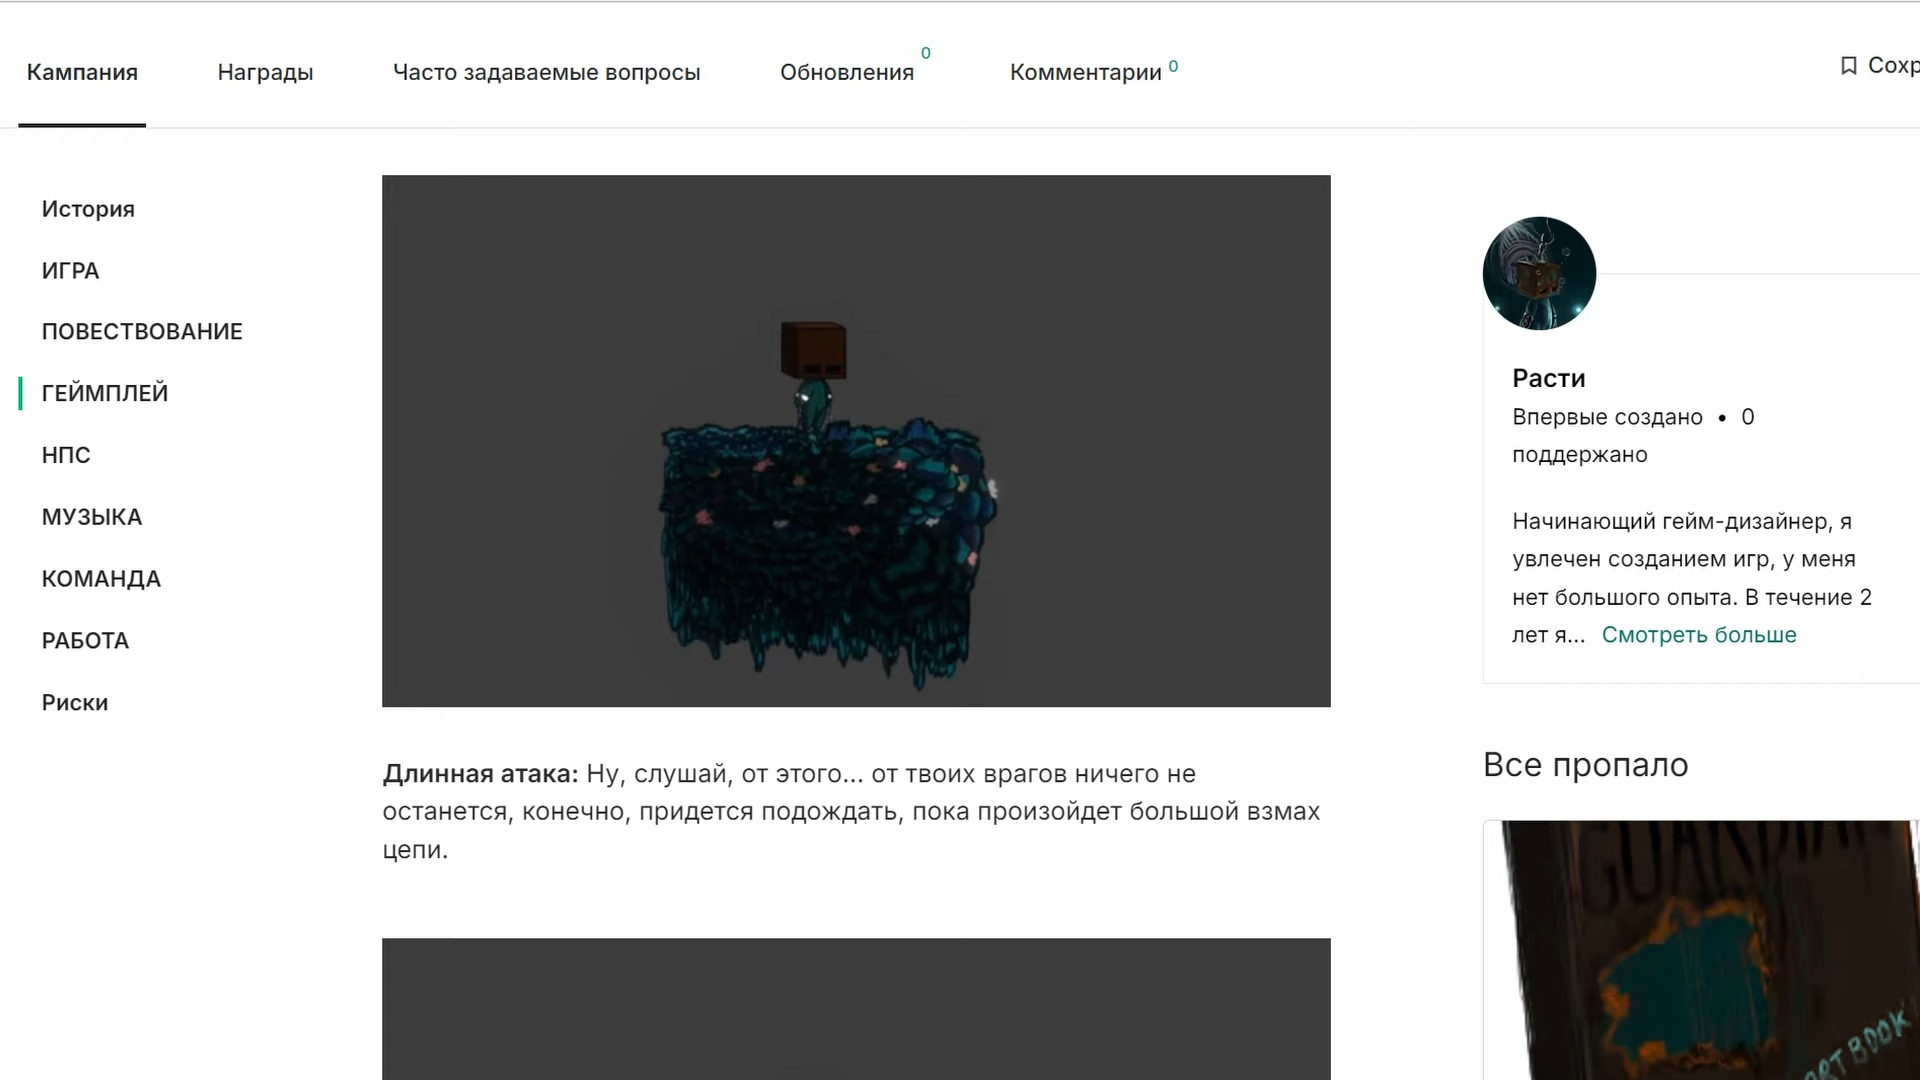 Кампания
Награды
Часто задаваемые вопросы
Обновления 0
Комментарии 0
История
ИГРА
ПОВЕСТВОВАНИЕ
ГЕЙМПЛЕЙ
НПС
МУЗЫКА
КОМАНДА
РАБОТА
Риски
Длинная атака: Ну, слушай, от этого... от твоих врагов ничего не
останется, конечно, придется подождать, пока произойдет большой взмах
цепи.
Расти
Впервые создано • 0
поддержано
Начинающий гейм-дизайнер, я
увлечен созданием игр, у меня
нет большого опыта. В течение 2
лет я... Смотреть больше
Все пропало
ART BOOK